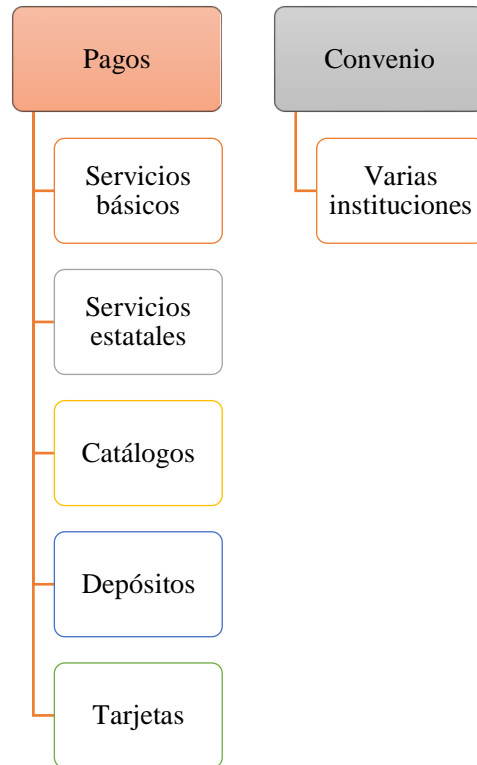 Pagos
Servicios
básicos
Servicios
estatales
Catálogos
Depósitos
Tarjetas
Convenio
Varias
instituciones